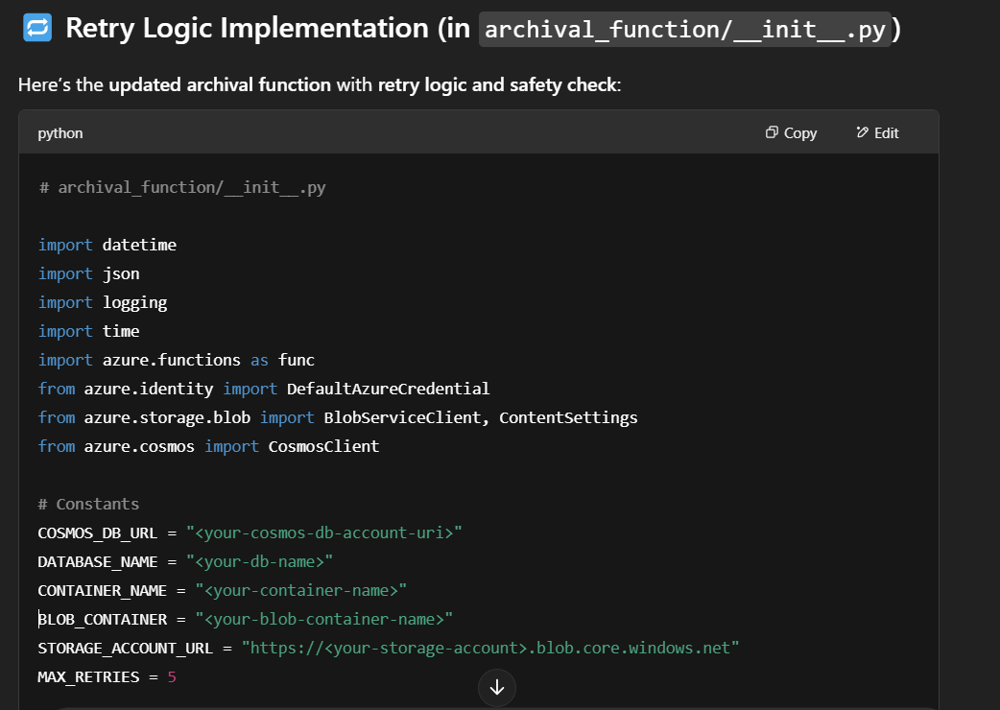 Retry Logic Implementation (in archival_function/__init__.py)
Here's the updated archival function with retry logic and safety check:
python Copy Edit
# archival_function/__init__.py
import datetime
import json
import logging
import time
import azure.functions as func
from azure.identity import DefaultAzureCredential
from azure.storage.blob import BlobServiceClient, ContentSettings
from azure.cosmos import CosmosClient
# Constants
COSMOS_DB_URL = "<your-cosmos-db-account-uri>"
DATABASE_NAME = "<your-db-name>"
CONTAINER_NAME = "<your-container-name>"
BLOB_CONTAINER = "<your-blob-container-name>"
STORAGE_ACCOUNT_URL = "https://<your-storage-account>.blob.core.windows.net"
MAX_RETRIES = 5